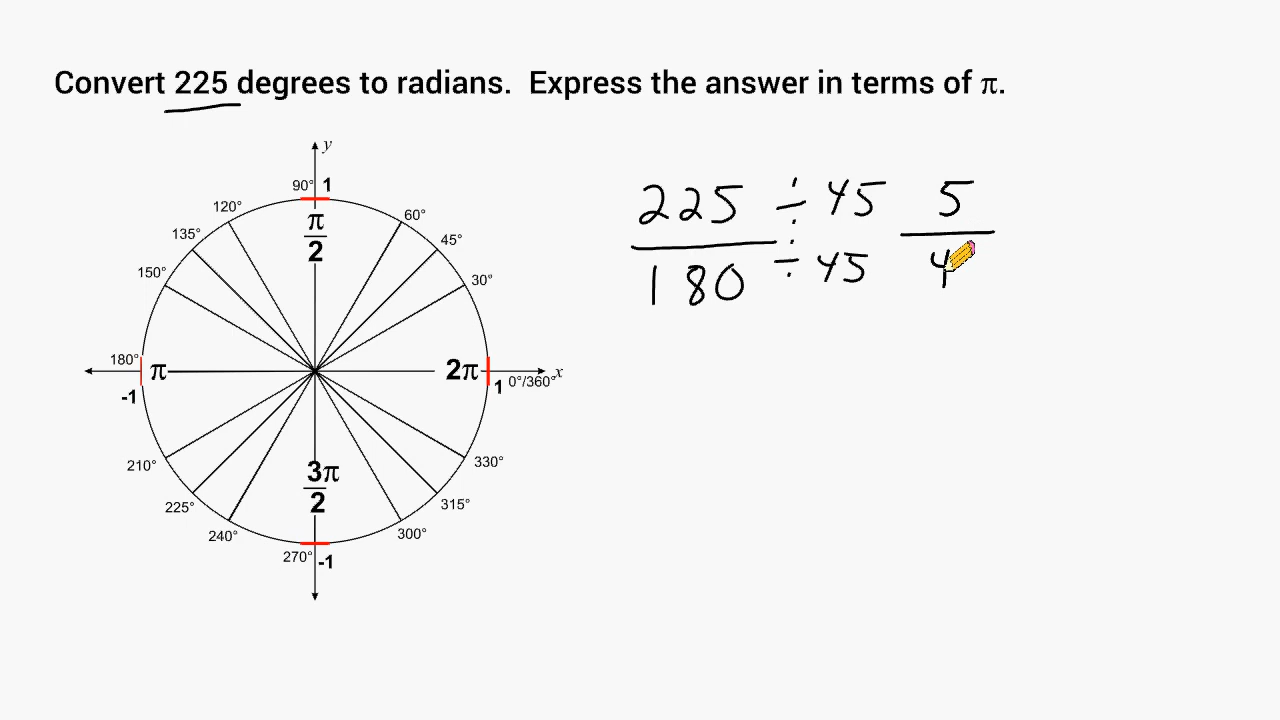 Convert 225 degrees to radians. Express the answer in terms of π.
y
90° 1
120° 60°
135° 45°
150° 30°
π
2
180° π 2π x
-1 1 0°/360°
210° 330°
225° 315°
240° 300°
3π
2
270° -1
225 ÷ 45 5
180 ÷ 45 4